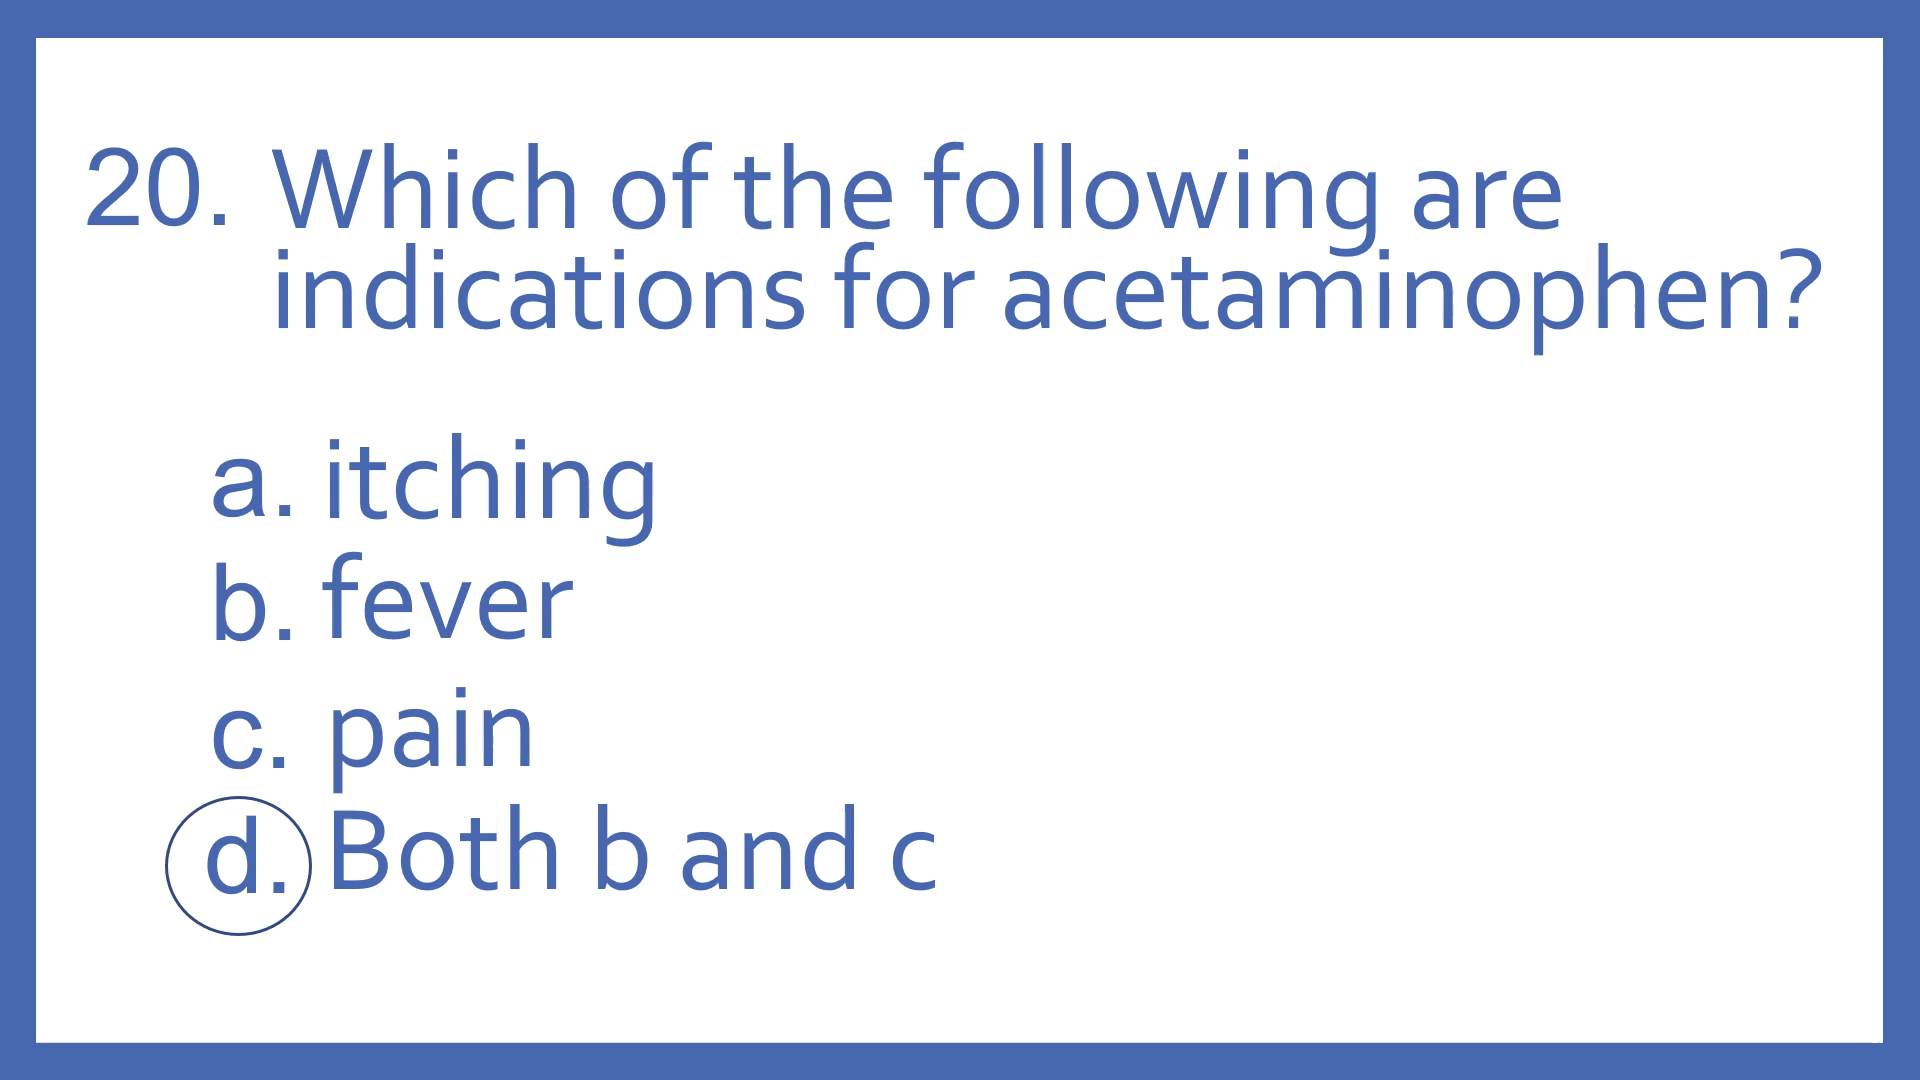 20. Which of the following are
indications for acetaminophen?
a. itching
b. fever
c. pain
d. Both b and c